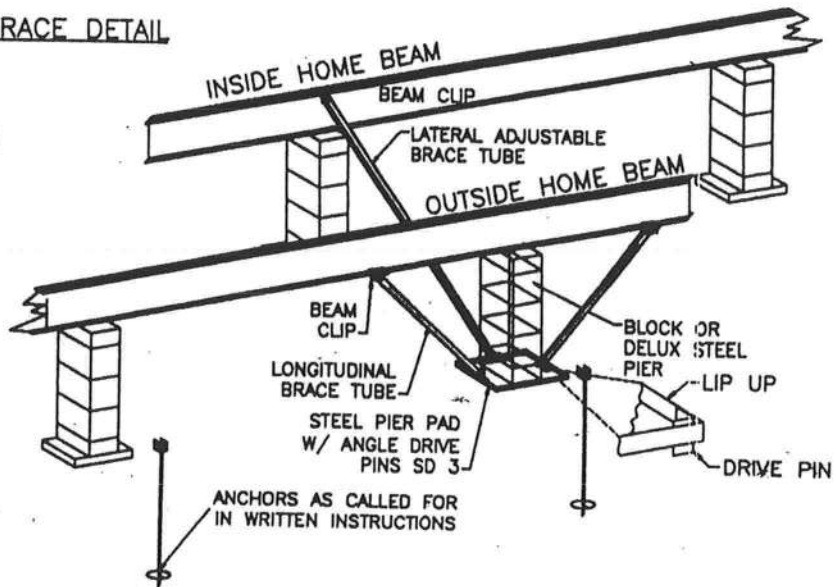 RACE DETAIL
INSIDE HOME BEAM
BEAM CLIP
LATERAL ADJUSTABLE
BRACE TUBE
OUTSIDE HOME BEAM
BEAM
CLIP
BLOCK OR
DELUX STEEL
PIER
LONGITUDINAL
BRACE TUBE
LIP UP
STEEL PIER PAD
W/ ANGLE DRIVE
PINS SD 3
DRIVE PIN
ANCHORS AS CALLED FOR
IN WRITTEN INSTRUCTIONS